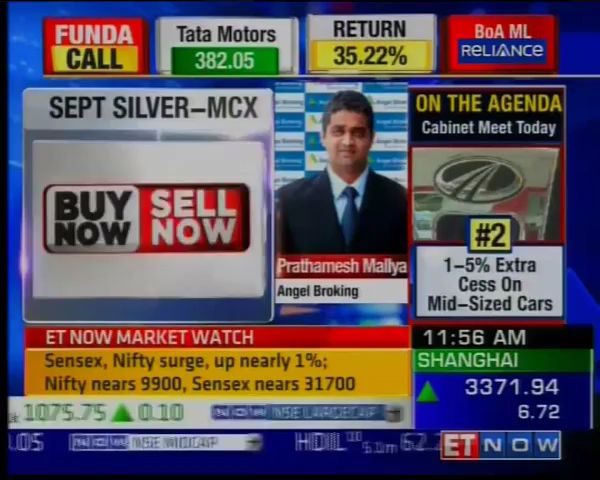 FUNDA
CALL
Tata Motors
382.05
RETURN
35.22%
BoA ML
RELIANCE
SEPT SILVER-MCX
BUY
NOW
SELL
NOW
Angel Broking
Prathamesh Mallya
Angel Broking
ON THE AGENDA
Cabinet Meet Today
#2
1-5% Extra
Cess On
Mid-Sized Cars
ET NOW MARKET WATCH
Sensex, Nifty surge, up nearly 1%;
Nifty nears 9900, Sensex nears 31700
11:56 AM
SHANGHAI
3371.94
6.72
1075.75 0.10 NSE LARGECAP
NSE MIDCAP HDIL
ET NOW